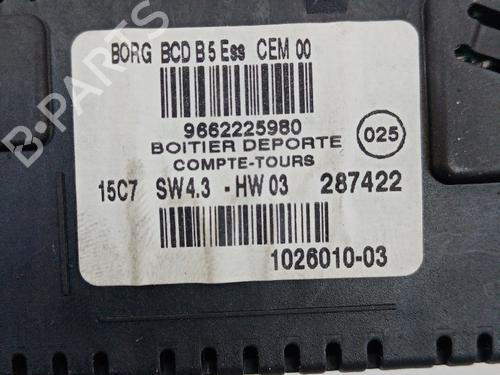 BORG BCD B5 Ess CEM 00
9662225980
BOITIER DEPORTE
COMPTE-TOURS
025
15C7 SW4.3 - HW 03 287422
1026010-03